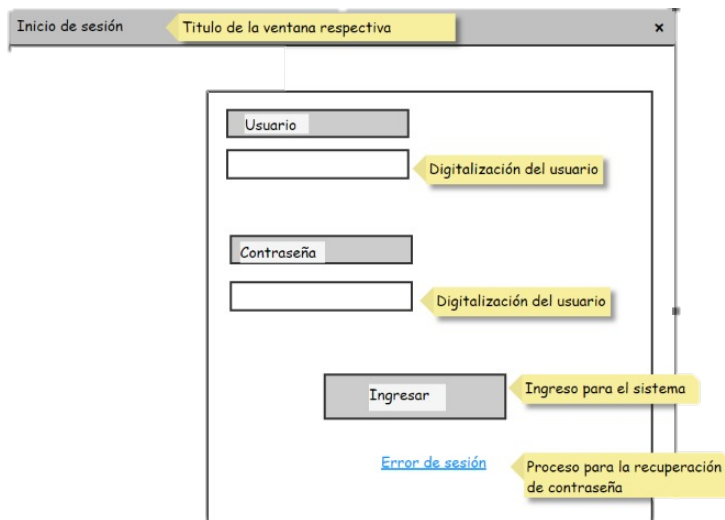 Inicio de sesión
Titulo de la ventana respectiva
×
Usuario
Digitalización del usuario
Contraseña
Digitalización del usuario
Ingresar
Ingreso para el sistema
Error de sesión
Proceso para la recuperación
de contraseña